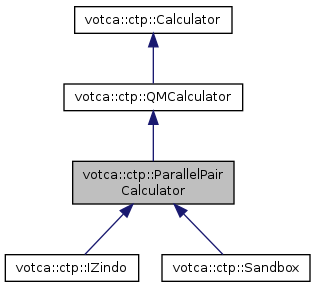 votca::ctp::Calculator
votca::ctp::QMCalculator
votca::ctp::ParallelPair
Calculator
votca::ctp::IZindo
votca::ctp::Sandbox